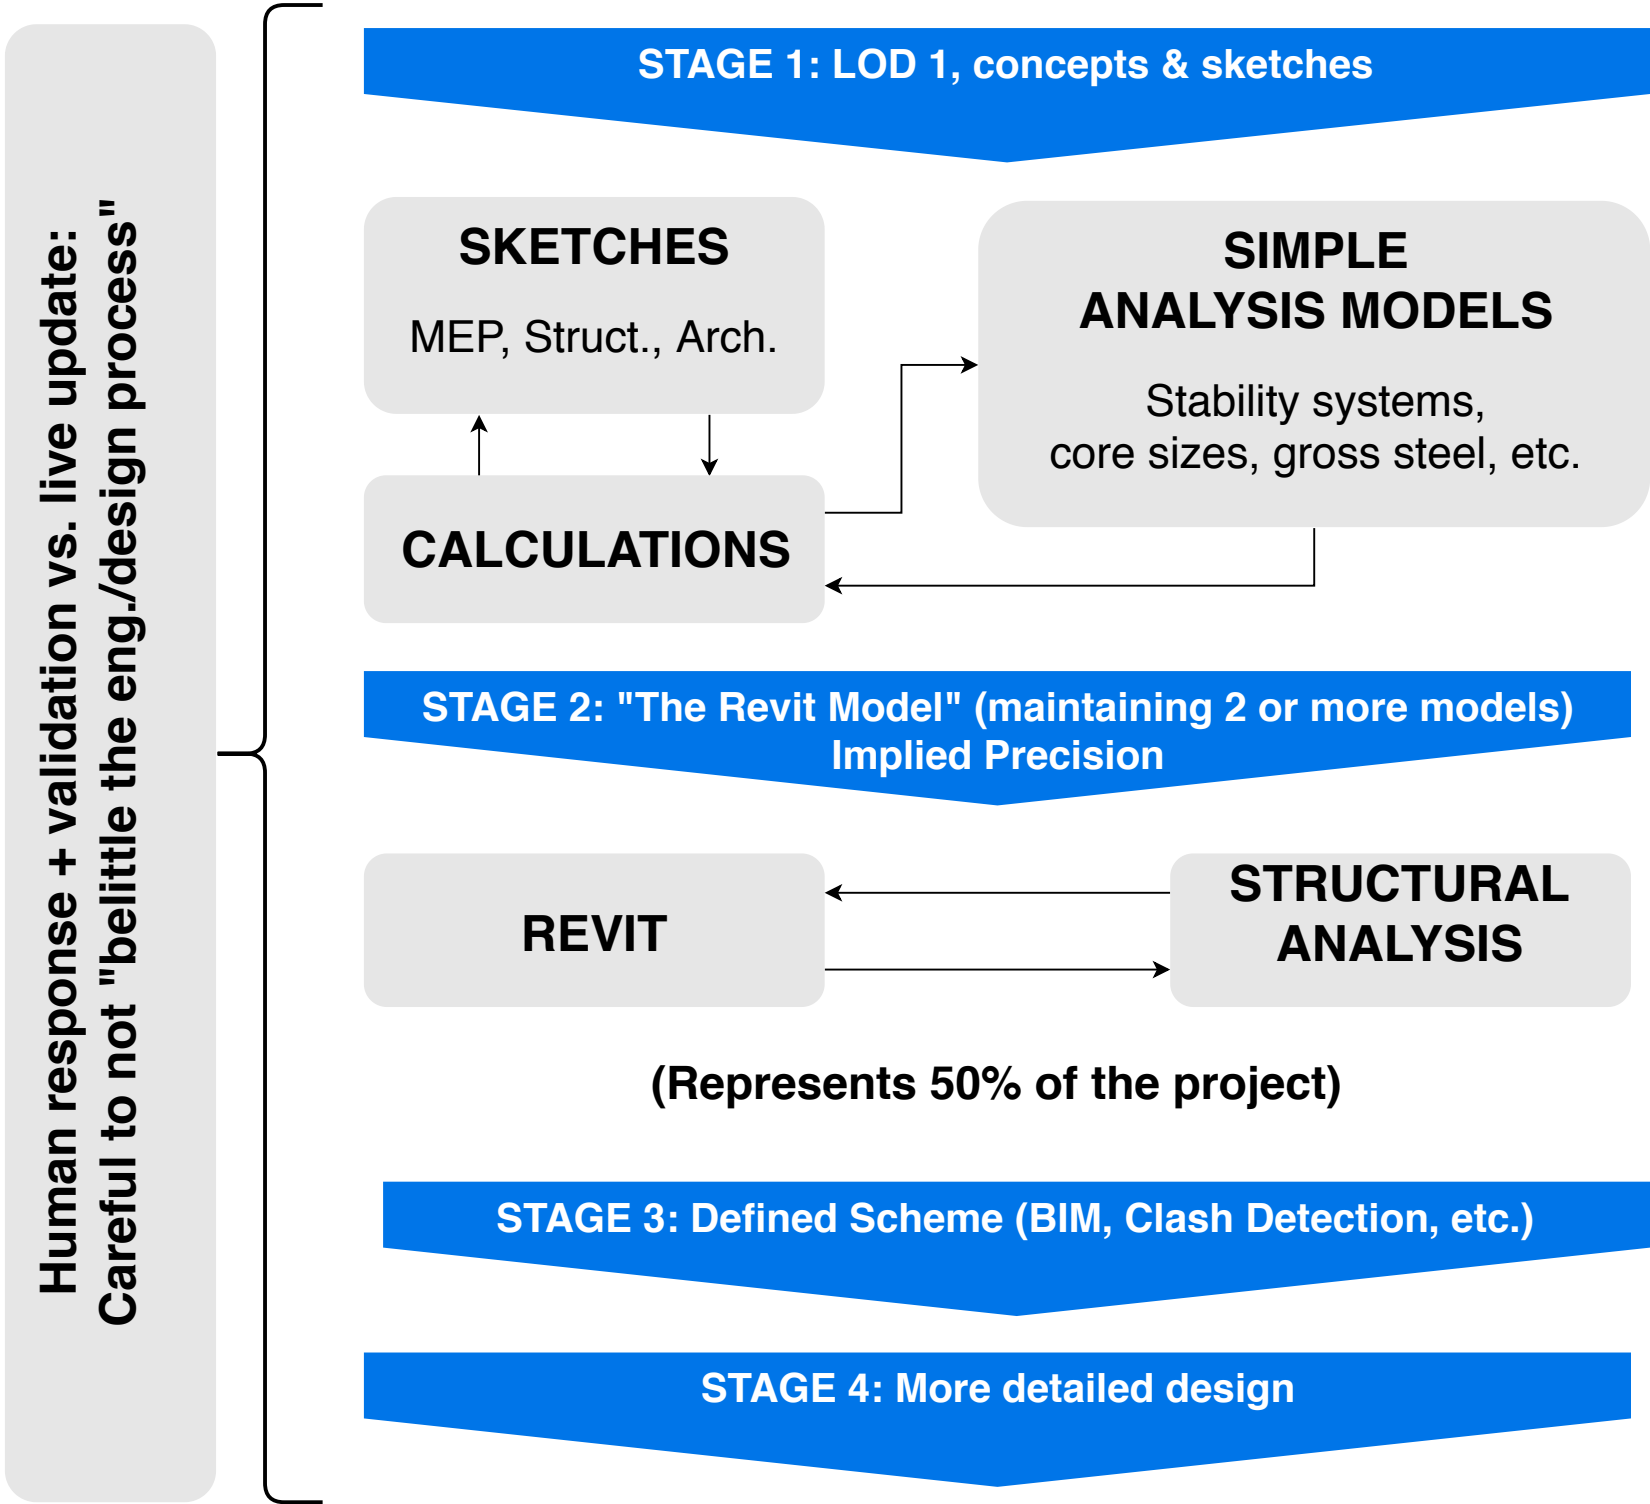 Human response + validation vs. live update:
Careful to not "belittle the eng./design process"
STAGE 1: LOD 1, concepts & sketches
SKETCHES
MEP, Struct., Arch.
SIMPLE
ANALYSIS MODELS
Stability systems,
core sizes, gross steel, etc.
CALCULATIONS
STAGE 2: "The Revit Model" (maintaining 2 or more models)
Implied Precision
REVIT
STRUCTURAL
ANALYSIS
(Represents 50% of the project)
STAGE 3: Defined Scheme (BIM, Clash Detection, etc.)
STAGE 4: More detailed design